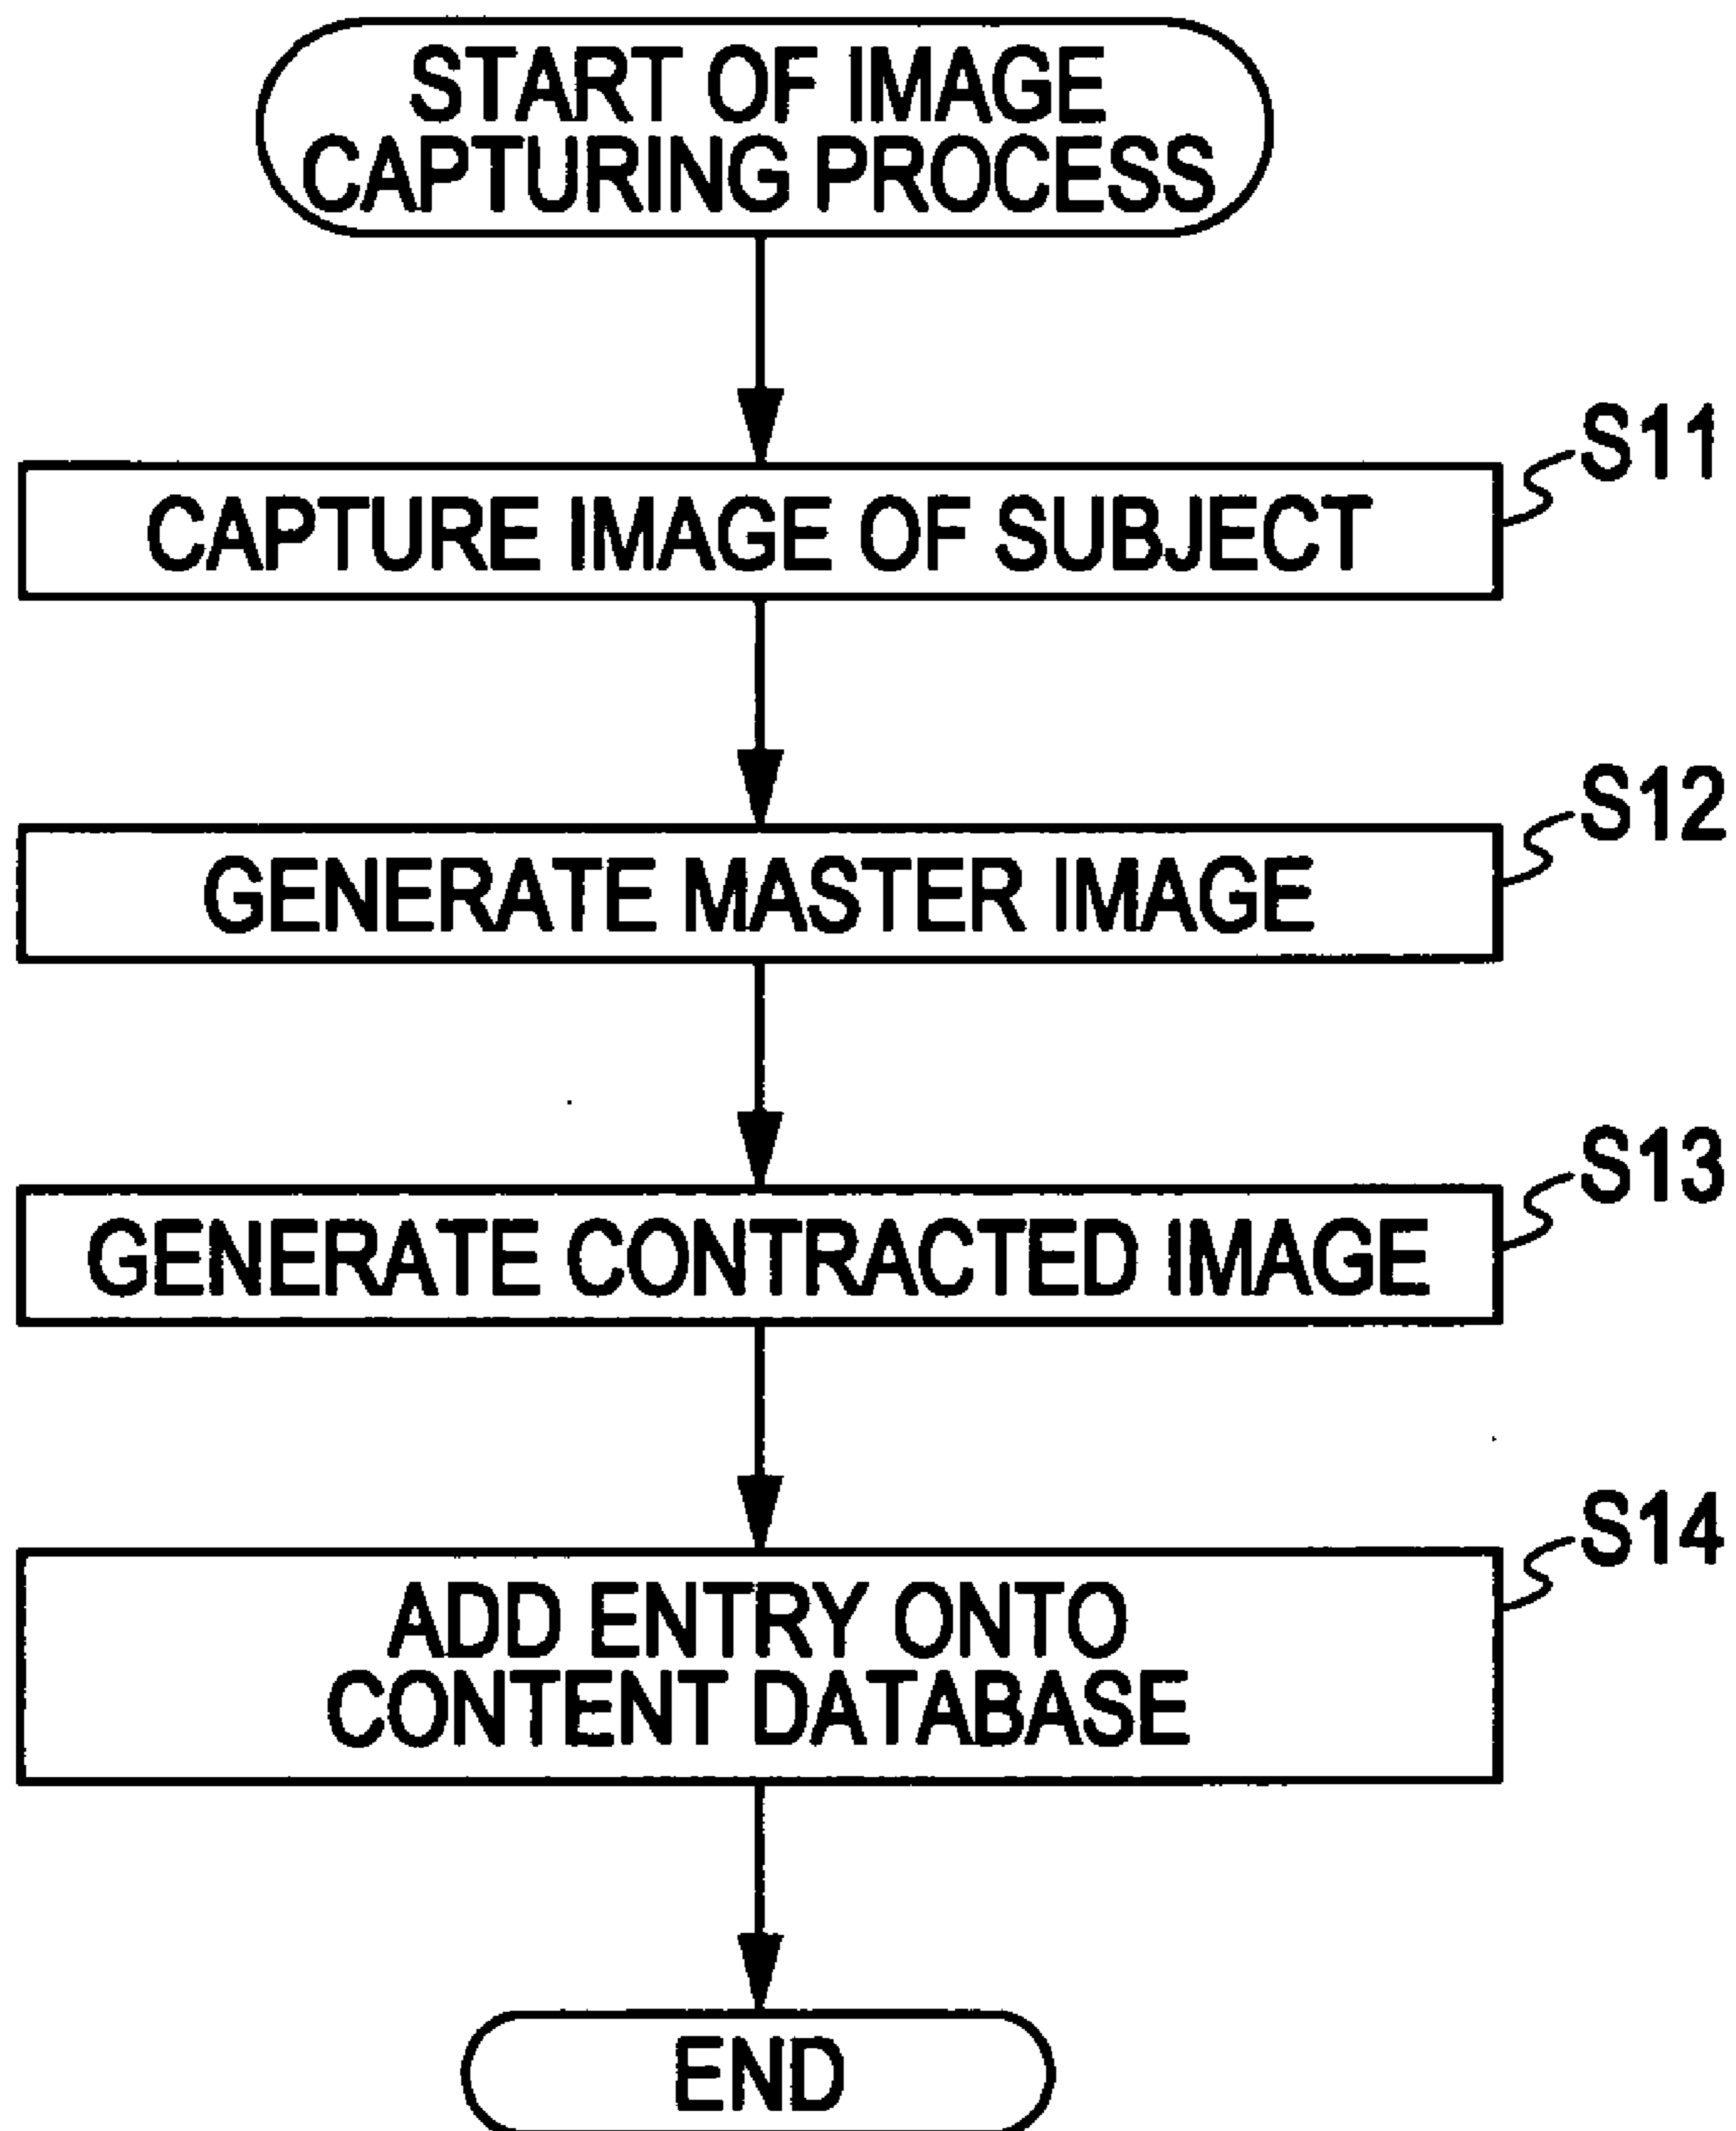 START OF IMAGE
CAPTURING PROCESS
S11
CAPTURE IMAGE OF SUBJECT
S12
GENERATE MASTER IMAGE
S13
GENERATE CONTRACTED IMAGE
S14
ADD ENTRY ONTO
CONTENT DATABASE
END